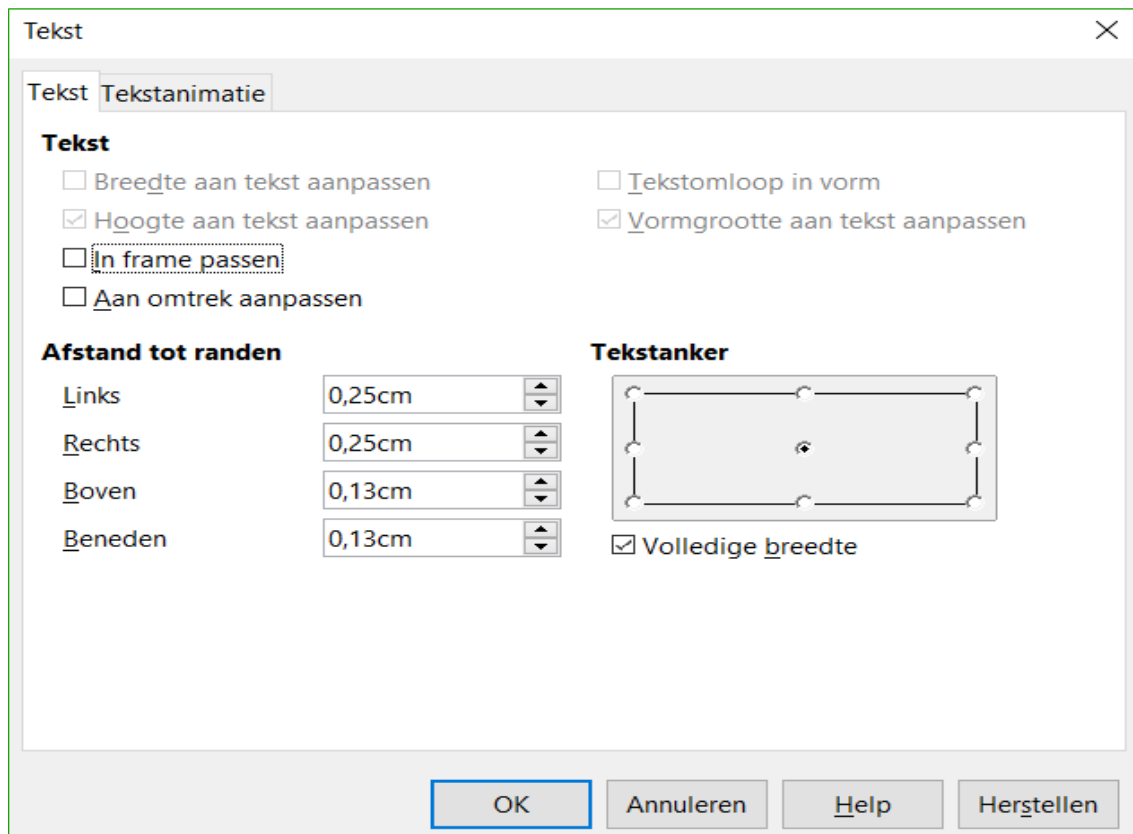 Tekst
Tekst Tekstanimatie
Tekst
Breedte aan tekst aanpassen
Tekstomloop in vorm
Hoogte aan tekst aanpassen
Vormgrootte aan tekst aanpassen
In frame passen
Aan omtrek aanpassen
Afstand tot randen
Links 0,25cm
Rechts 0,25cm
Boven 0,13cm
Beneden 0,13cm
Tekstanker
Volledige breedte
OK Annuleren Help Herstellen